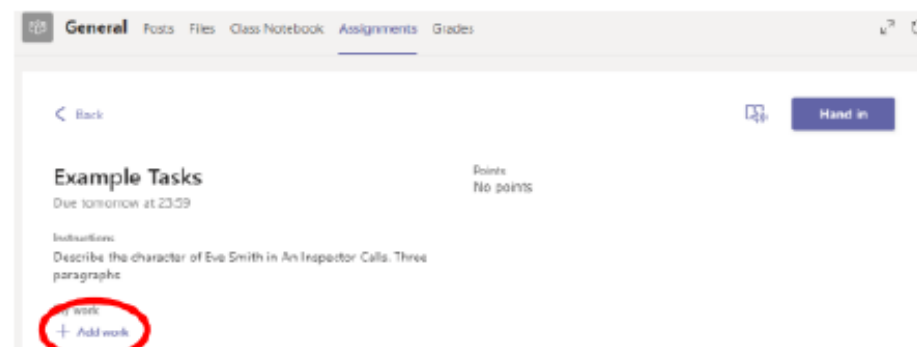 General Posts Files Class Notebook Assignments Grades
Back
Hand in
Example Tasks
Points
Due tomorrow at 23:59
No points
Instructions
Describe the character of Eva Smith in An Inspector Calls. Three
paragraphs
work
+ Add work